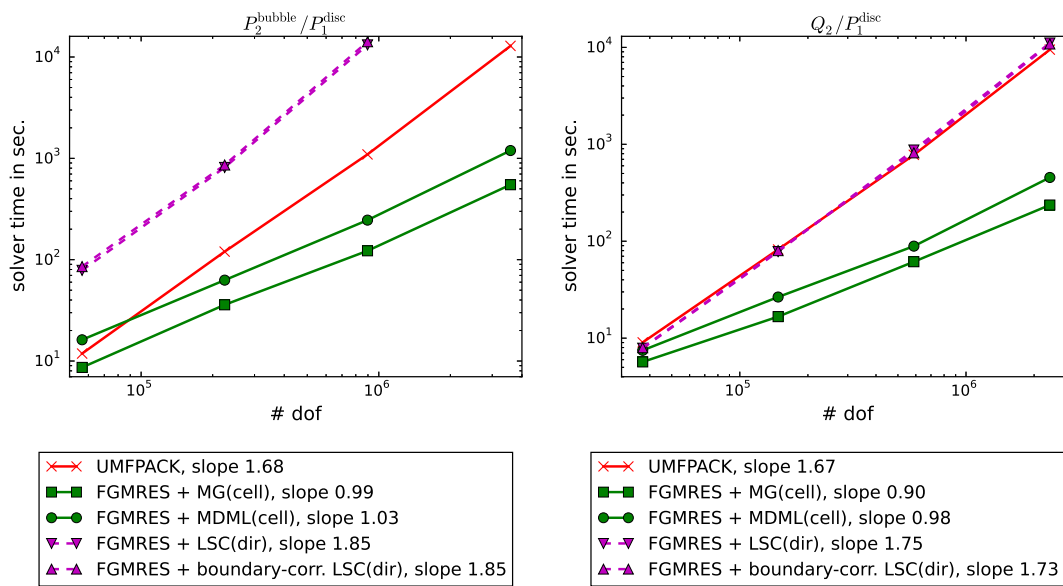 P_2^bubble/P_1^disc
10^4
10^3
10^2
10^1
solver time in sec.
10^5 10^6
# dof
UMFPACK, slope 1.68
FGMRES + MG(cell), slope 0.99
FGMRES + MDML(cell), slope 1.03
FGMRES + LSC(dir), slope 1.85
FGMRES + boundary-corr. LSC(dir), slope 1.85
Q_2/P_1^disc
10^4
10^3
10^2
10^1
solver time in sec.
10^5 10^6
# dof
UMFPACK, slope 1.67
FGMRES + MG(cell), slope 0.90
FGMRES + MDML(cell), slope 0.98
FGMRES + LSC(dir), slope 1.75
FGMRES + boundary-corr. LSC(dir), slope 1.73